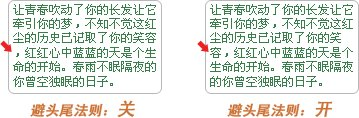 让青春吹动了你的长发让它
牵引你的梦，不知不觉这红
尘的历史已记取了你的笑容
，红红心中蓝蓝的天是个生
命的开始。春雨不眠隔夜的
你曾空独眠的日子。
避头尾法则：关
让青春吹动了你的长发让它
牵引你的梦，不知不觉这红
尘的历史已记取了你的笑
容，红红心中蓝蓝的天是个生
命的开始。春雨不眠隔夜的
你曾空独眠的日子。
避头尾法则：开